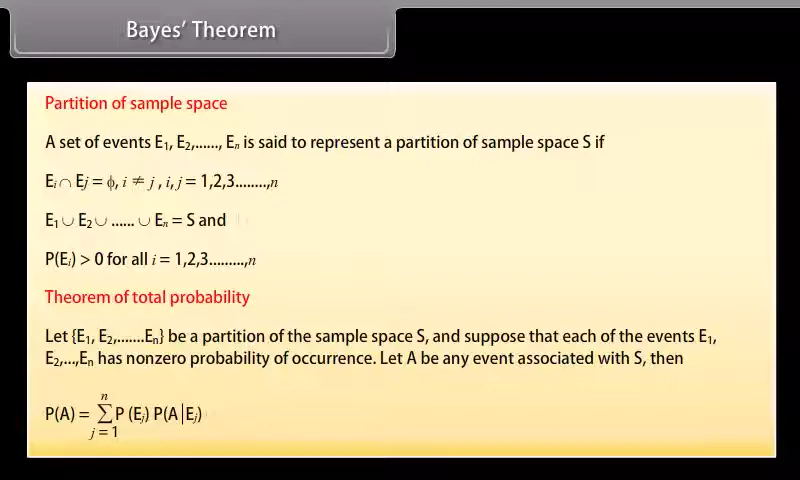 Bayes' Theorem
Partition of sample space
A set of events E₁, E₂,......, Eₙ is said to represent a partition of sample space S if
Eᵢ ∩ Eⱼ = ϕ, i ≠ j , i, j = 1,2,3........,n
E₁ ∪ E₂ ∪ ...... ∪ Eₙ = S and
P(Eᵢ) > 0 for all i = 1,2,3.........,n
Theorem of total probability
Let {E₁, E₂,.......Eₙ} be a partition of the sample space S, and suppose that each of the events E₁,
E₂,...,Eₙ has nonzero probability of occurrence. Let A be any event associated with S, then
P(A) = n∑j = 1 P (Eⱼ) P(A|Eⱼ)